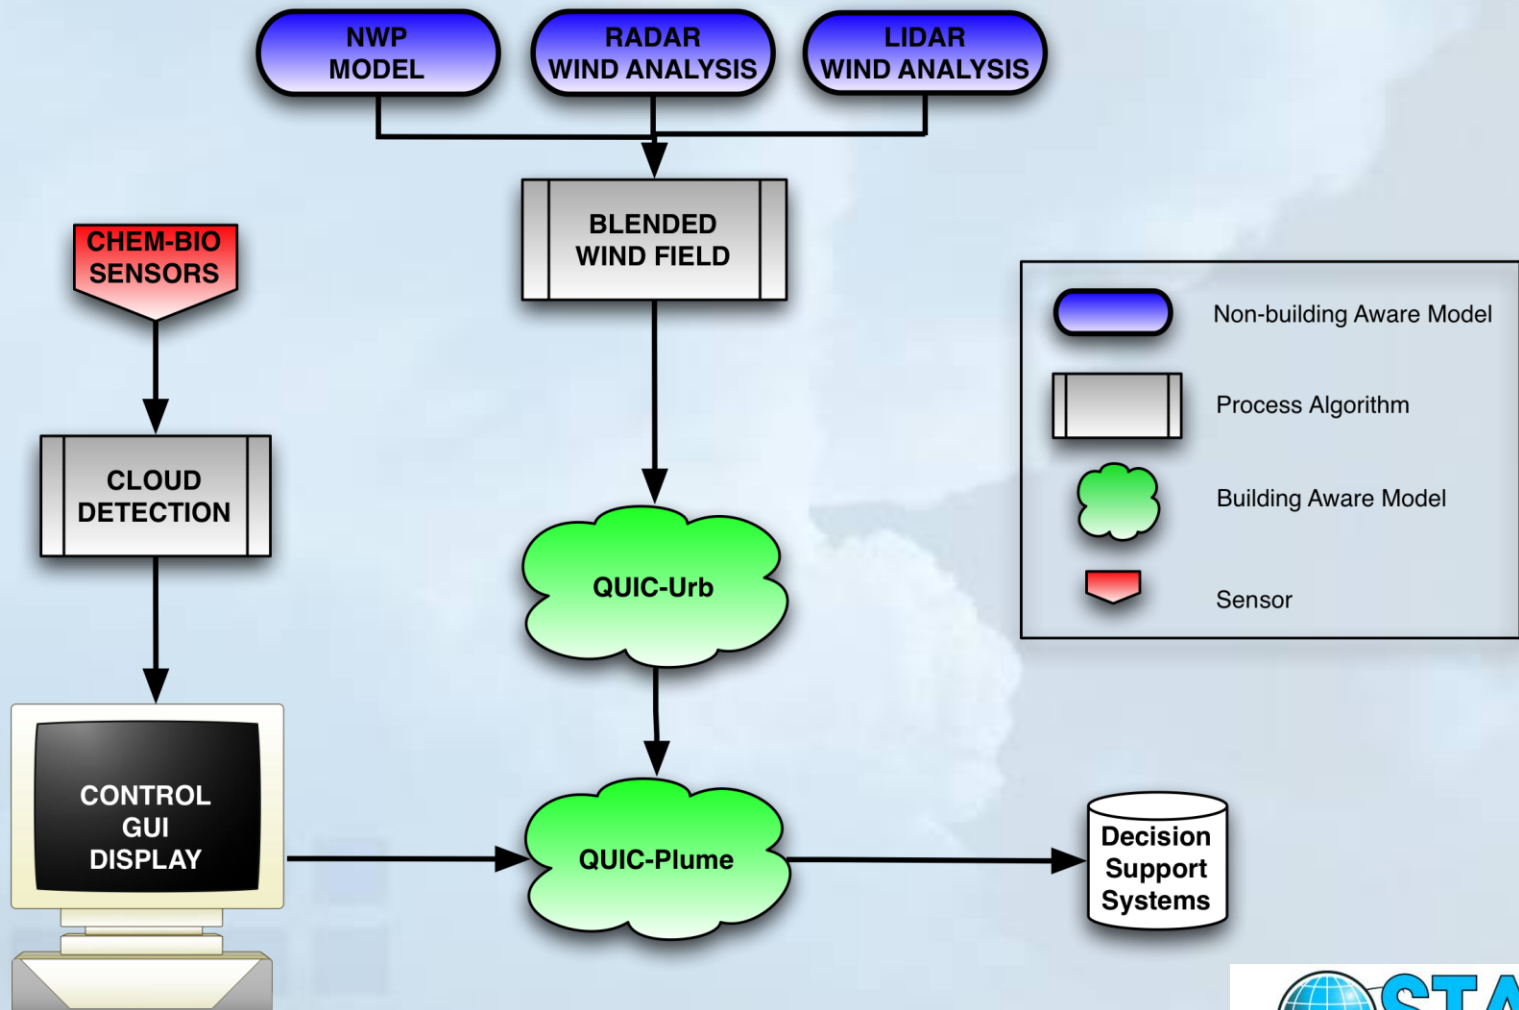 NWP
MODEL
RADAR
WIND ANALYSIS
LIDAR
WIND ANALYSIS
BLENDED
WIND FIELD
CHEM-BIO
SENSORS
CLOUD
DETECTION
CONTROL
GUI
DISPLAY
QUIC-Urb
QUIC-Plume
Decision
Support
Systems
Non-building Aware Model
Process Algorithm
Building Aware Model
Sensor